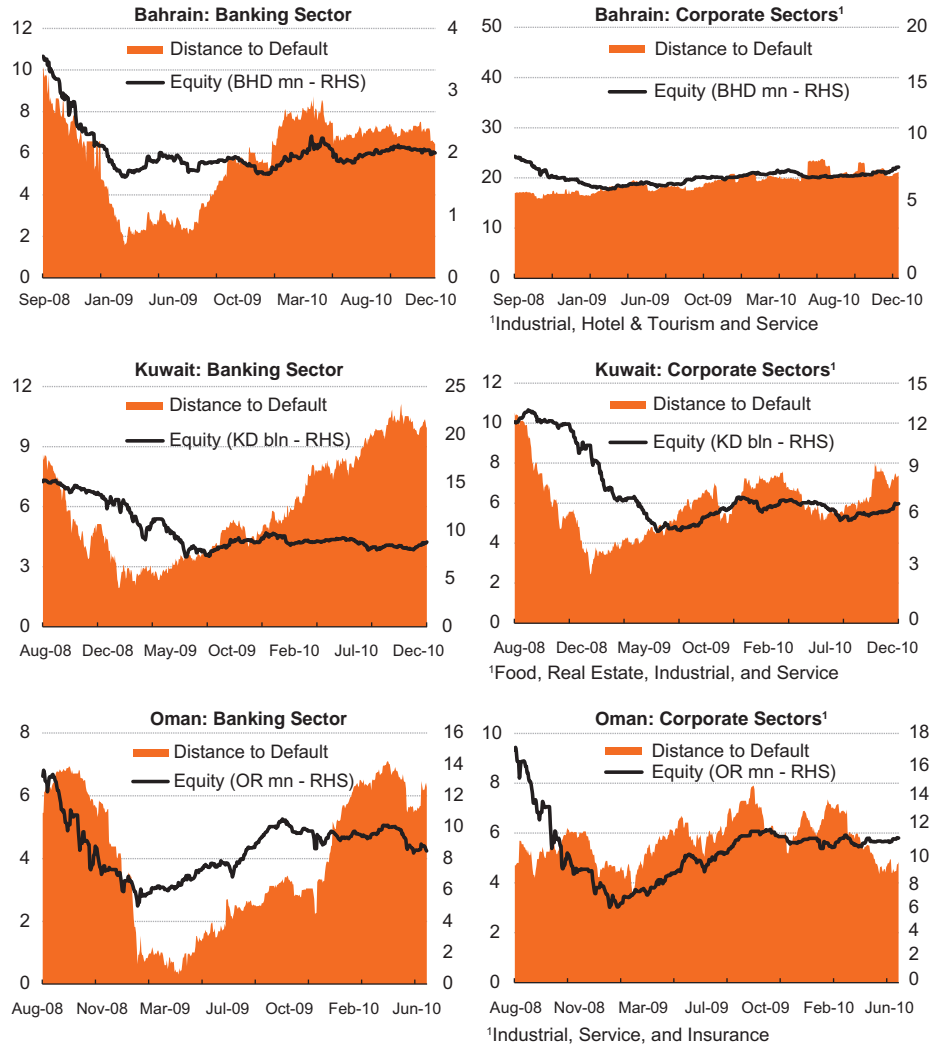 Bahrain: Banking Sector
12 4
Distance to Default
10 Equity (BHD mn - RHS)
3
8
6 2
4
1
2
0 0
Sep-08 Jan-09 Jun-09 Oct-09 Mar-10 Aug-10 Dec-10
Bahrain: Corporate Sectors¹
50 20
Distance to Default
40 15
Equity (BHD mn - RHS)
30
10
20
5
10
0 0
Sep-08 Jan-09 Jun-09 Oct-09 Mar-10 Aug-10 Dec-10
¹Industrial, Hotel & Tourism and Service
Kuwait: Banking Sector
12 25
Distance to Default
20
9 Equity (KD bln - RHS)
15
6
10
3
5
0 0
Aug-08 Dec-08 May-09 Oct-09 Feb-10 Jul-10 Dec-10
Kuwait: Corporate Sectors¹
12 15
Distance to Default
10 12
Equity (KD bln - RHS)
8 9
6 6
4
3
2
0 0
Aug-08 Dec-08 May-09 Oct-09 Feb-10 Jul-10 Dec-10
¹Food, Real Estate, Industrial, and Service
Oman: Banking Sector
8 16
Distance to Default
14
Equity (OR mn - RHS)
6 12
10
4 8
6
2 4
2
0 0
Aug-08 Nov-08 Mar-09 Jul-09 Oct-09 Feb-10 Jun-10
Oman: Corporate Sectors¹
10 18
Distance to Default
16
Equity (OR mn - RHS)
8
14
12
6
10
4 8
6
4
2
2
0 0
Aug-08 Nov-08 Mar-09 Jul-09 Oct-09 Feb-10 Jun-10
¹Industrial, Service, and Insurance